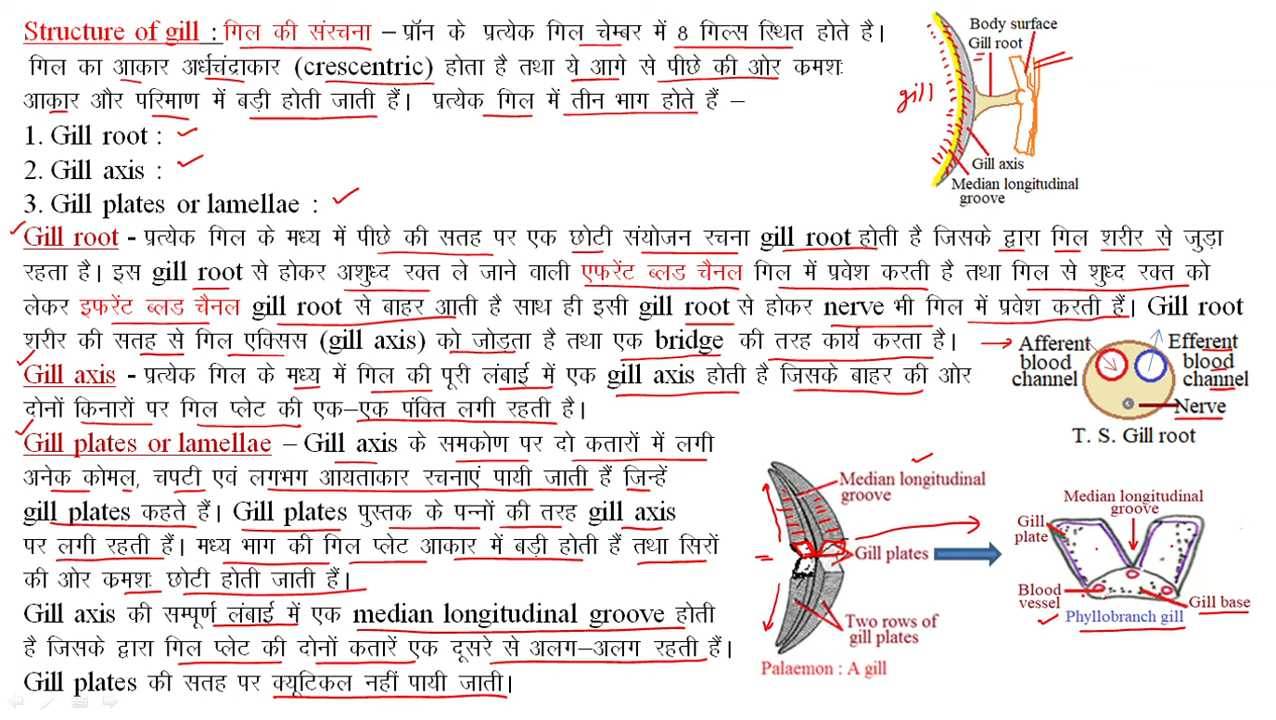 Structure of gill : गिल की संरचना – प्रॉन के प्रत्येक गिल चेम्बर में 8 गिल्स स्थित होते है।
गिल का आकार अर्धचंद्राकार (crescentric) होता है तथा ये आगे से पीछे की ओर कमशः
आकार और परिमाण में बड़ी होती जाती हैं। प्रत्येक गिल में तीन भाग होते हैं –
1. Gill root :
2. Gill axis :
3. Gill plates or lamellae :
Body surface
Gill root
gill
Gill axis
Median longitudinal
groove
Gill root - प्रत्येक गिल के मध्य में पीछे की सतह पर एक छोटी संयोजन रचना gill root होती है जिसके द्वारा गिल शरीर से जुड़ा
रहता है। इस gill root से होकर अशुध्द रक्त ले जाने वाली एफरेंट ब्लड चैनल गिल में प्रवेश करती है तथा गिल से शुध्द रक्त को
लेकर इफरेंट ब्लड चैनल gill root से बाहर आती है साथ ही इसी gill root से होकर nerve भी गिल में प्रवेश करती हैं। Gill root
शरीर की सतह से गिल एक्सिस (gill axis) को जोडता है तथा एक bridge की तरह कार्य करता है।
Gill axis - प्रत्येक गिल के मध्य में गिल की पूरी लंबाई में एक gill axis होती है जिसके बाहर की ओर
दोनों किनारों पर गिल प्लेट की एक–एक पंक्ति लगी रहती है।
Afferent
blood
channel
Efferent
blood
channel
Nerve
T. S. Gill root
Gill plates or lamellae – Gill axis के समकोण पर दो कतारों में लगी
अनेक कोमल, चपटी एवं लगभग आयताकार रचनाएं पायी जाती हैं जिन्हें
gill plates कहते हैं। Gill plates पुस्तक के पन्नों की तरह gill axis
पर लगी रहती हैं। मध्य भाग की गिल प्लेट आकार में बड़ी होती हैं तथा सिरों
की ओर कमशः छोटी होती जाती हैं।
Gill axis की सम्पूर्ण लंबाई में एक median longitudinal groove होती
है जिसके द्वारा गिल प्लेट की दोनों कतारें एक दूसरे से अलग–अलग रहती हैं।
Gill plates की सतह पर क्यूटिकल नहीं पायी जाती।
Median longitudinal
groove
Gill plates
Two rows of
gill plates
Palaemon : A gill
Median longitudinal
groove
Gill
plate
Blood
vessel
Gill base
Phyllobranch gill